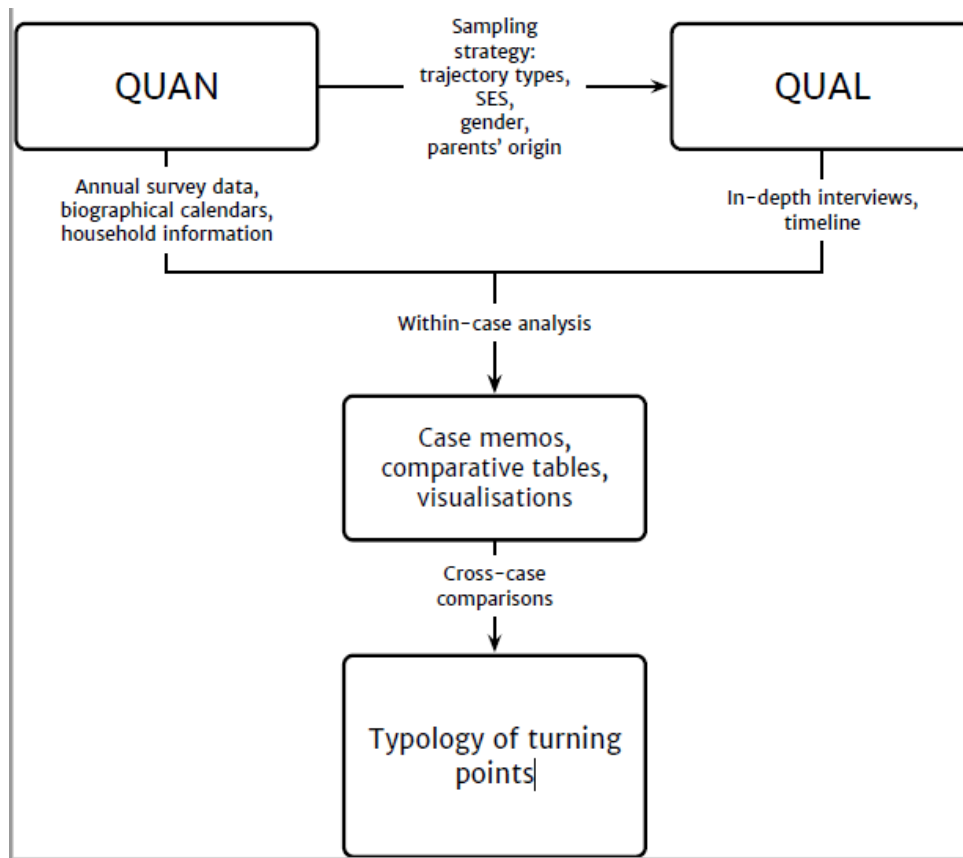 QUAN
Sampling
strategy:
trajectory types,
SES,
gender,
parents' origin
QUAL
Annual survey data,
biographical calendars,
household information
In-depth interviews,
timeline
Within-case analysis
Case memos,
comparative tables,
visualisations
Cross-case
comparisons
Typology of turning
points